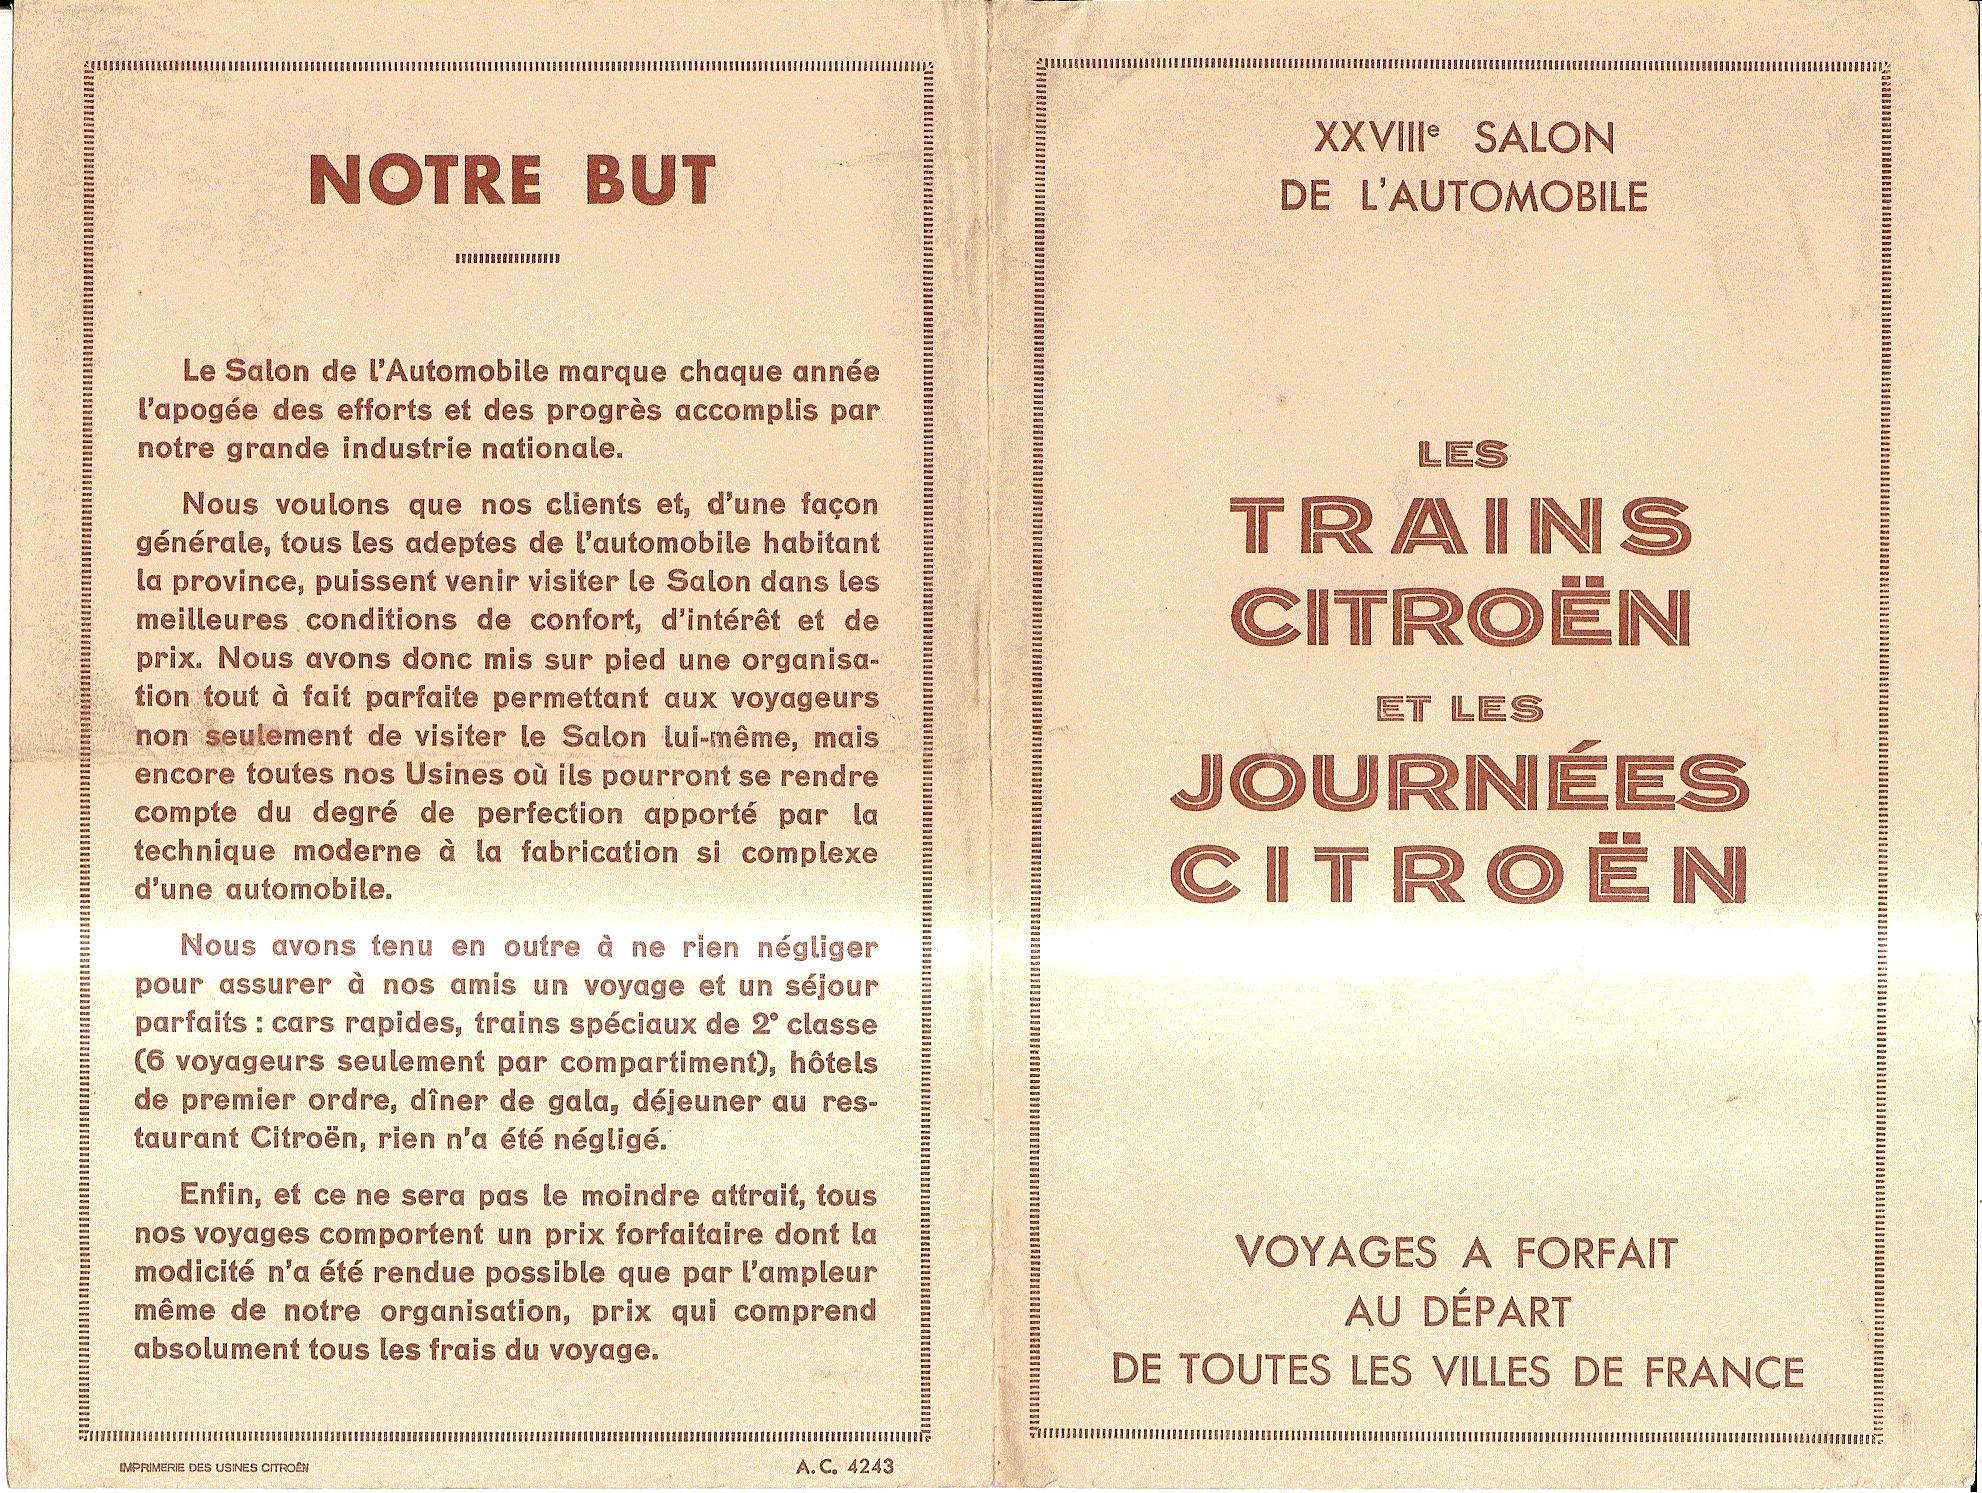 NOTRE BUT
Le Salon de l'Automobile marque chaque année
l'apogée des efforts et des progrès accomplis par
notre grande industrie nationale.
Nous voulons que nos clients et, d'une façon
générale, tous les adeptes de l'automobile habitant
la province, puissent venir visiter le Salon dans les
meilleures conditions de confort, d'intérêt et de
prix. Nous avons donc mis sur pied une organisa-
tion tout à fait parfaite permettant aux voyageurs
non seulement de visiter le Salon lui-même, mais
encore toutes nos Usines où ils pourront se rendre
compte du degré de perfection apporté par la
technique moderne à la fabrication si complexe
d'une automobile.
Nous avons tenu en outre à ne rien négliger
pour assurer à nos amis un voyage et un séjour
parfaits : cars rapides, trains spéciaux de 2e classe
(6 voyageurs seulement par compartiment), hôtels
de premier ordre, dîner de gala, déjeuner au res-
taurant Citroën, rien n'a été négligé.
Enfin, et ce ne sera pas le moindre attrait, tous
nos voyages comportent un prix forfaitaire dont la
modicité n'a été rendue possible que par l'ampleur
même de notre organisation, prix qui comprend
absolument tous les frais du voyage.
IMPRIMERIE DES USINES CITROËN
A.C. 4243
XXVIIIe SALON
DE L'AUTOMOBILE
LES
TRAINS
CITROËN
ET LES
JOURNÉES
CITROËN
VOYAGES A FORFAIT
AU DÉPART
DE TOUTES LES VILLES DE FRANCE